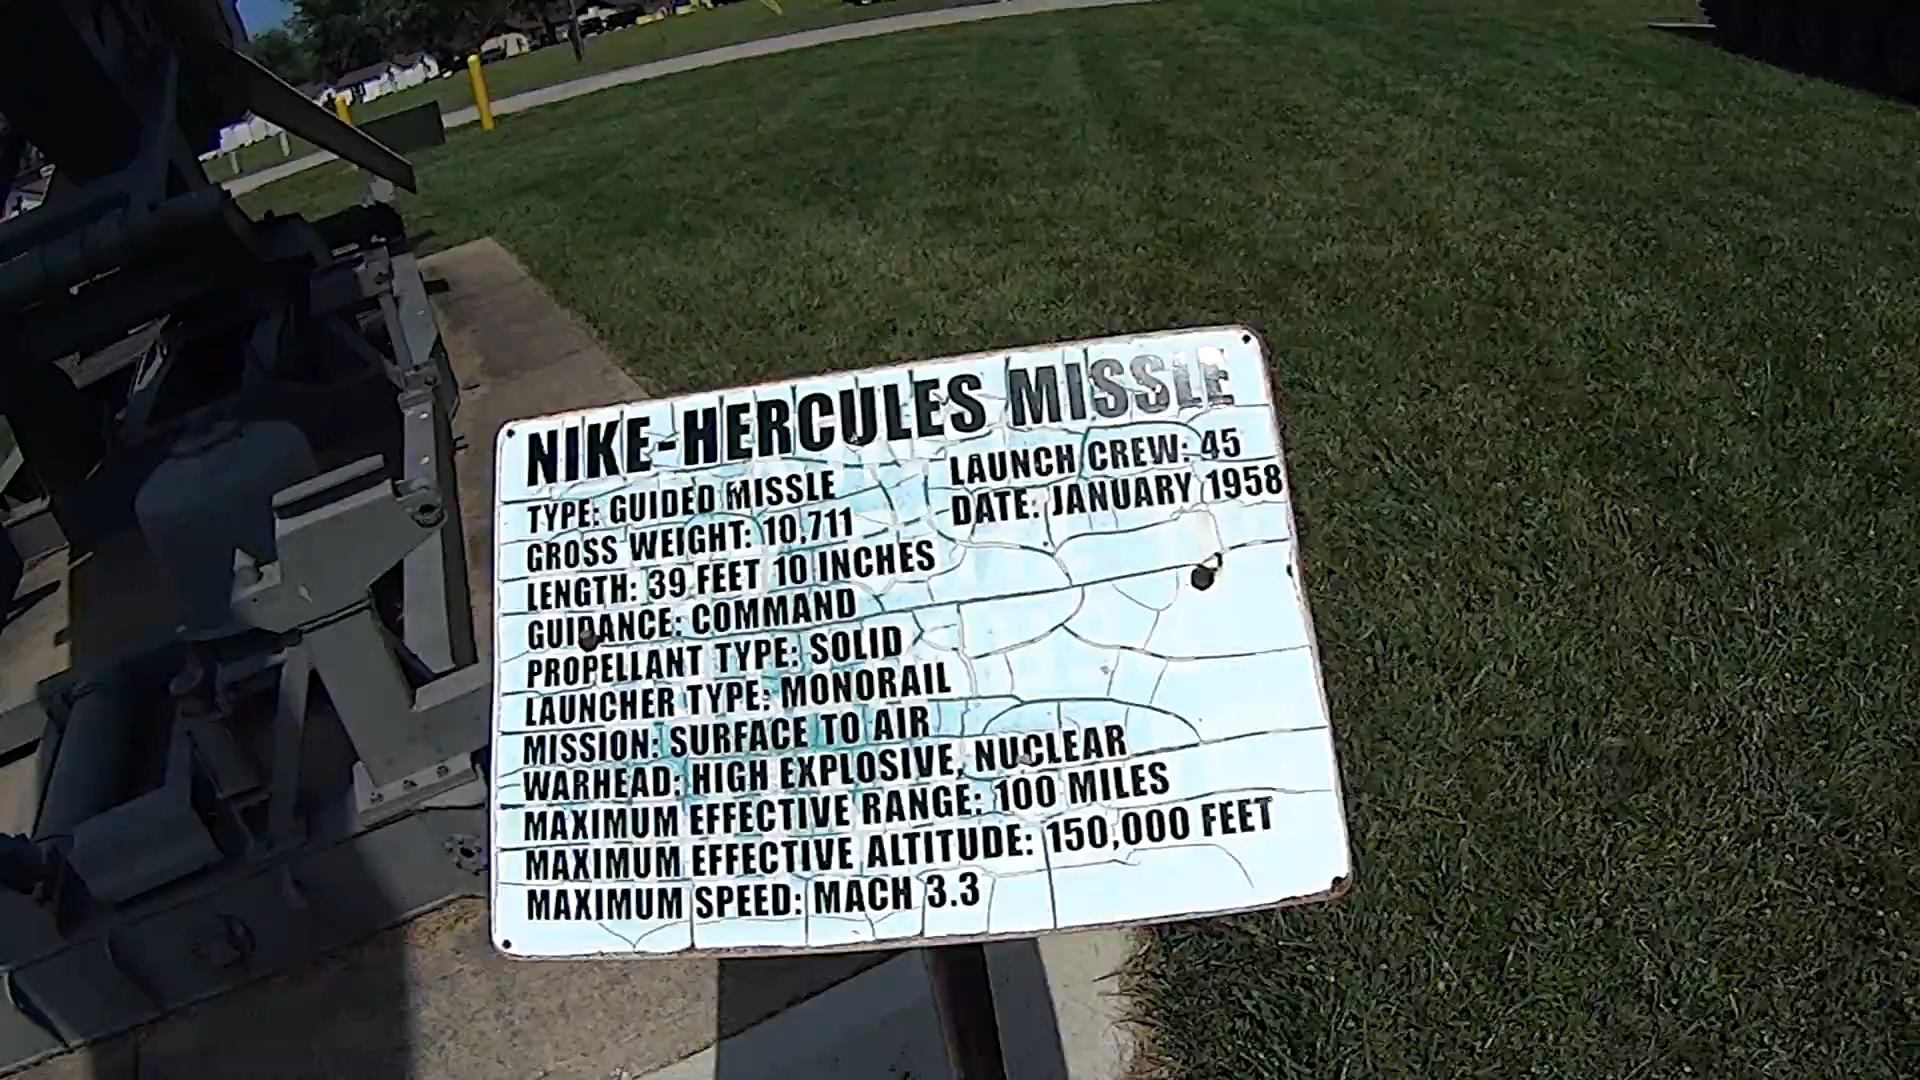 NIKE-HERCULES MISSLE
TYPE: GUIDED MISSLE
GROSS WEIGHT: 10,711
LENGTH: 39 FEET 10 INCHES
GUIDANCE: COMMAND
PROPELLANT TYPE: SOLID
LAUNCHER TYPE: MONORAIL
MISSION: SURFACE TO AIR
WARHEAD: HIGH EXPLOSIVE, NUCLEAR
MAXIMUM EFFECTIVE RANGE: 100 MILES
MAXIMUM EFFECTIVE ALTITUDE: 150,000 FEET
MAXIMUM SPEED: MACH 3.3
LAUNCH CREW: 45
DATE: JANUARY 1958